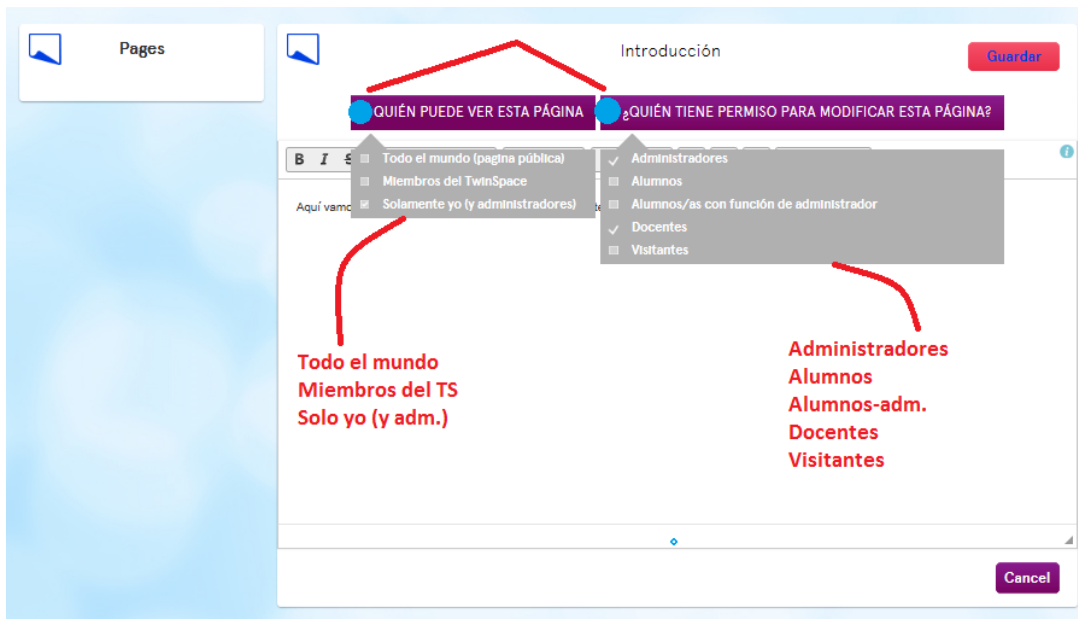 Pages
Introducción
Guardar
QUIÉN PUEDE VER ESTA PÁGINA
¿QUIÉN TIENE PERMISO PARA MODIFICAR ESTA PÁGINA?
B I S
Todo el mundo (pagina pública)
Miembros del TwinSpace
Solamente yo (y administradores)
Administradores
Alumnos
Alumnos/as con función de administrador
Docentes
Visitantes
i
Aquí vamo
Todo el mundo
Miembros del TS
Solo yo (y adm.)
Administradores
Alumnos
Alumnos-adm.
Docentes
Visitantes
Cancel